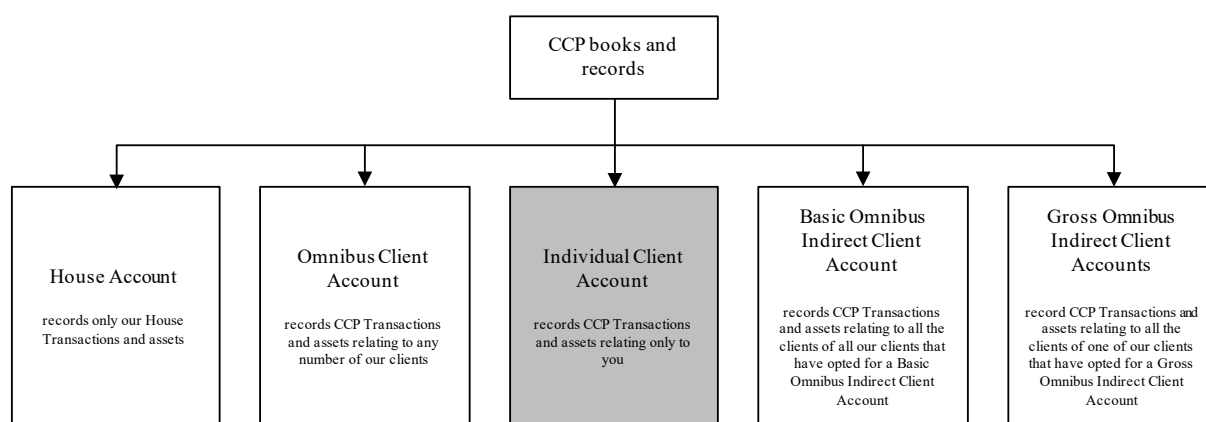 CCP books and
records
House Account
records only our House
Transactions and assets
Omnibus Client
Account
records CCP Transactions
and assets relating to any
number of our clients
Individual Client
Account
records CCP Transactions
and assets relating only to
you
Basic Omnibus
Indirect Client
Account
records CCP Transactions
and assets relating to all the
clients of all our clients that
have opted for a Basic
Omnibus Indirect Client
Account
Gross Omnibus
Indirect Client
Accounts
record CCP Transactions and
assets relating to all the
clients of one of our clients
that have opted for a Gross
Omnibus Indirect Client
Account